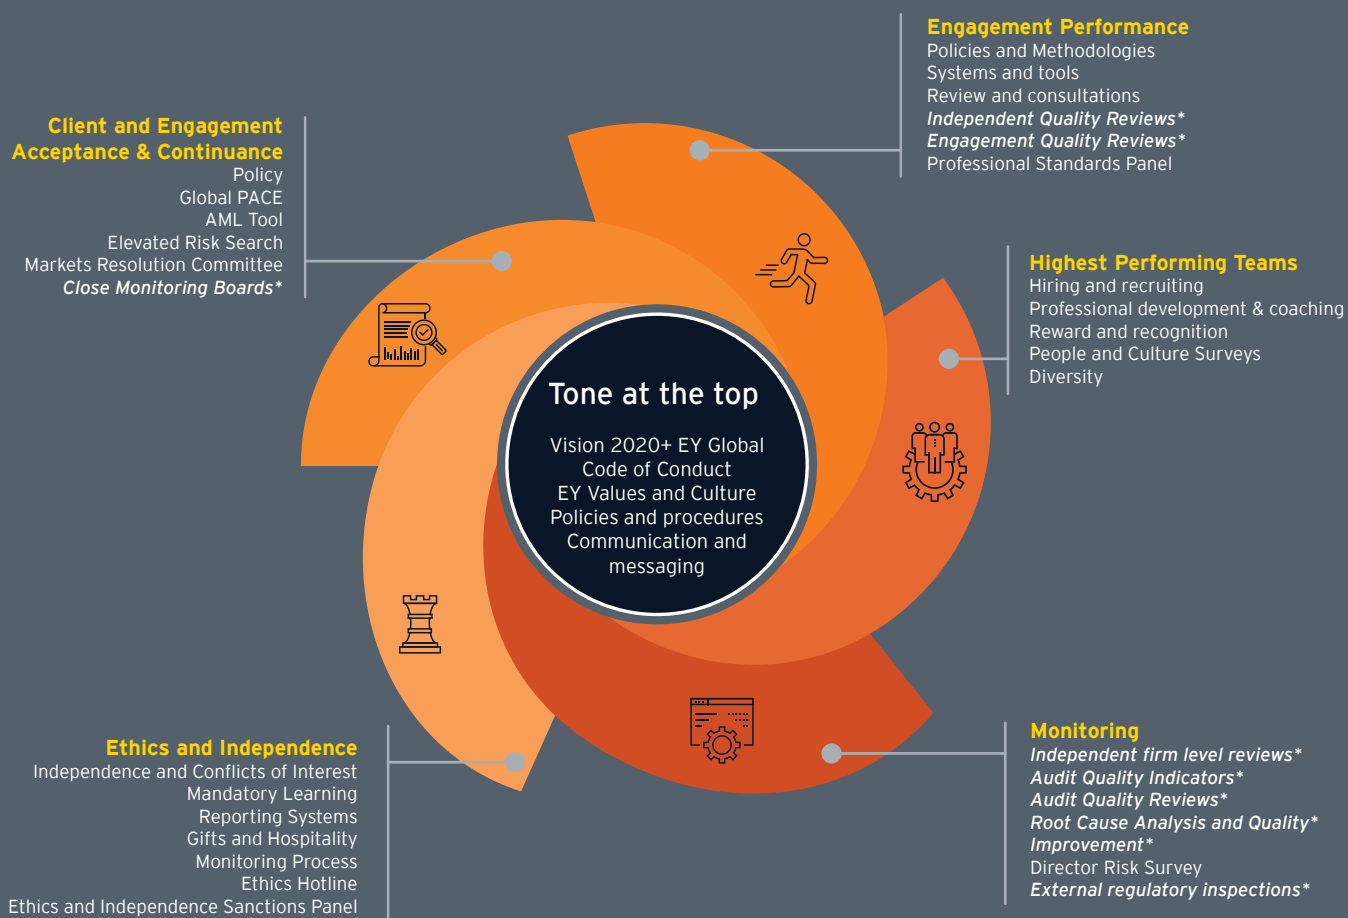 Engagement Performance
Policies and Methodologies
Systems and tools
Review and consultations
Independent Quality Reviews*
Engagement Quality Reviews*
Professional Standards Panel
Client and Engagement
Acceptance & Continuance
Policy
Global PACE
AML Tool
Elevated Risk Search
Markets Resolution Committee
Close Monitoring Boards*
Highest Performing Teams
Hiring and recruiting
Professional development & coaching
Reward and recognition
People and Culture Surveys
Diversity
Tone at the top
Vision 2020+ EY Global
Code of Conduct
EY Values and Culture
Policies and procedures
Communication and
messaging
Ethics and Independence
Independence and Conflicts of Interest
Mandatory Learning
Reporting Systems
Gifts and Hospitality
Monitoring Process
Ethics Hotline
Ethics and Independence Sanctions Panel
Monitoring
Independent firm level reviews*
Audit Quality Indicators*
Audit Quality Reviews*
Root Cause Analysis and Quality*
Improvement*
Director Risk Survey
External regulatory inspections*